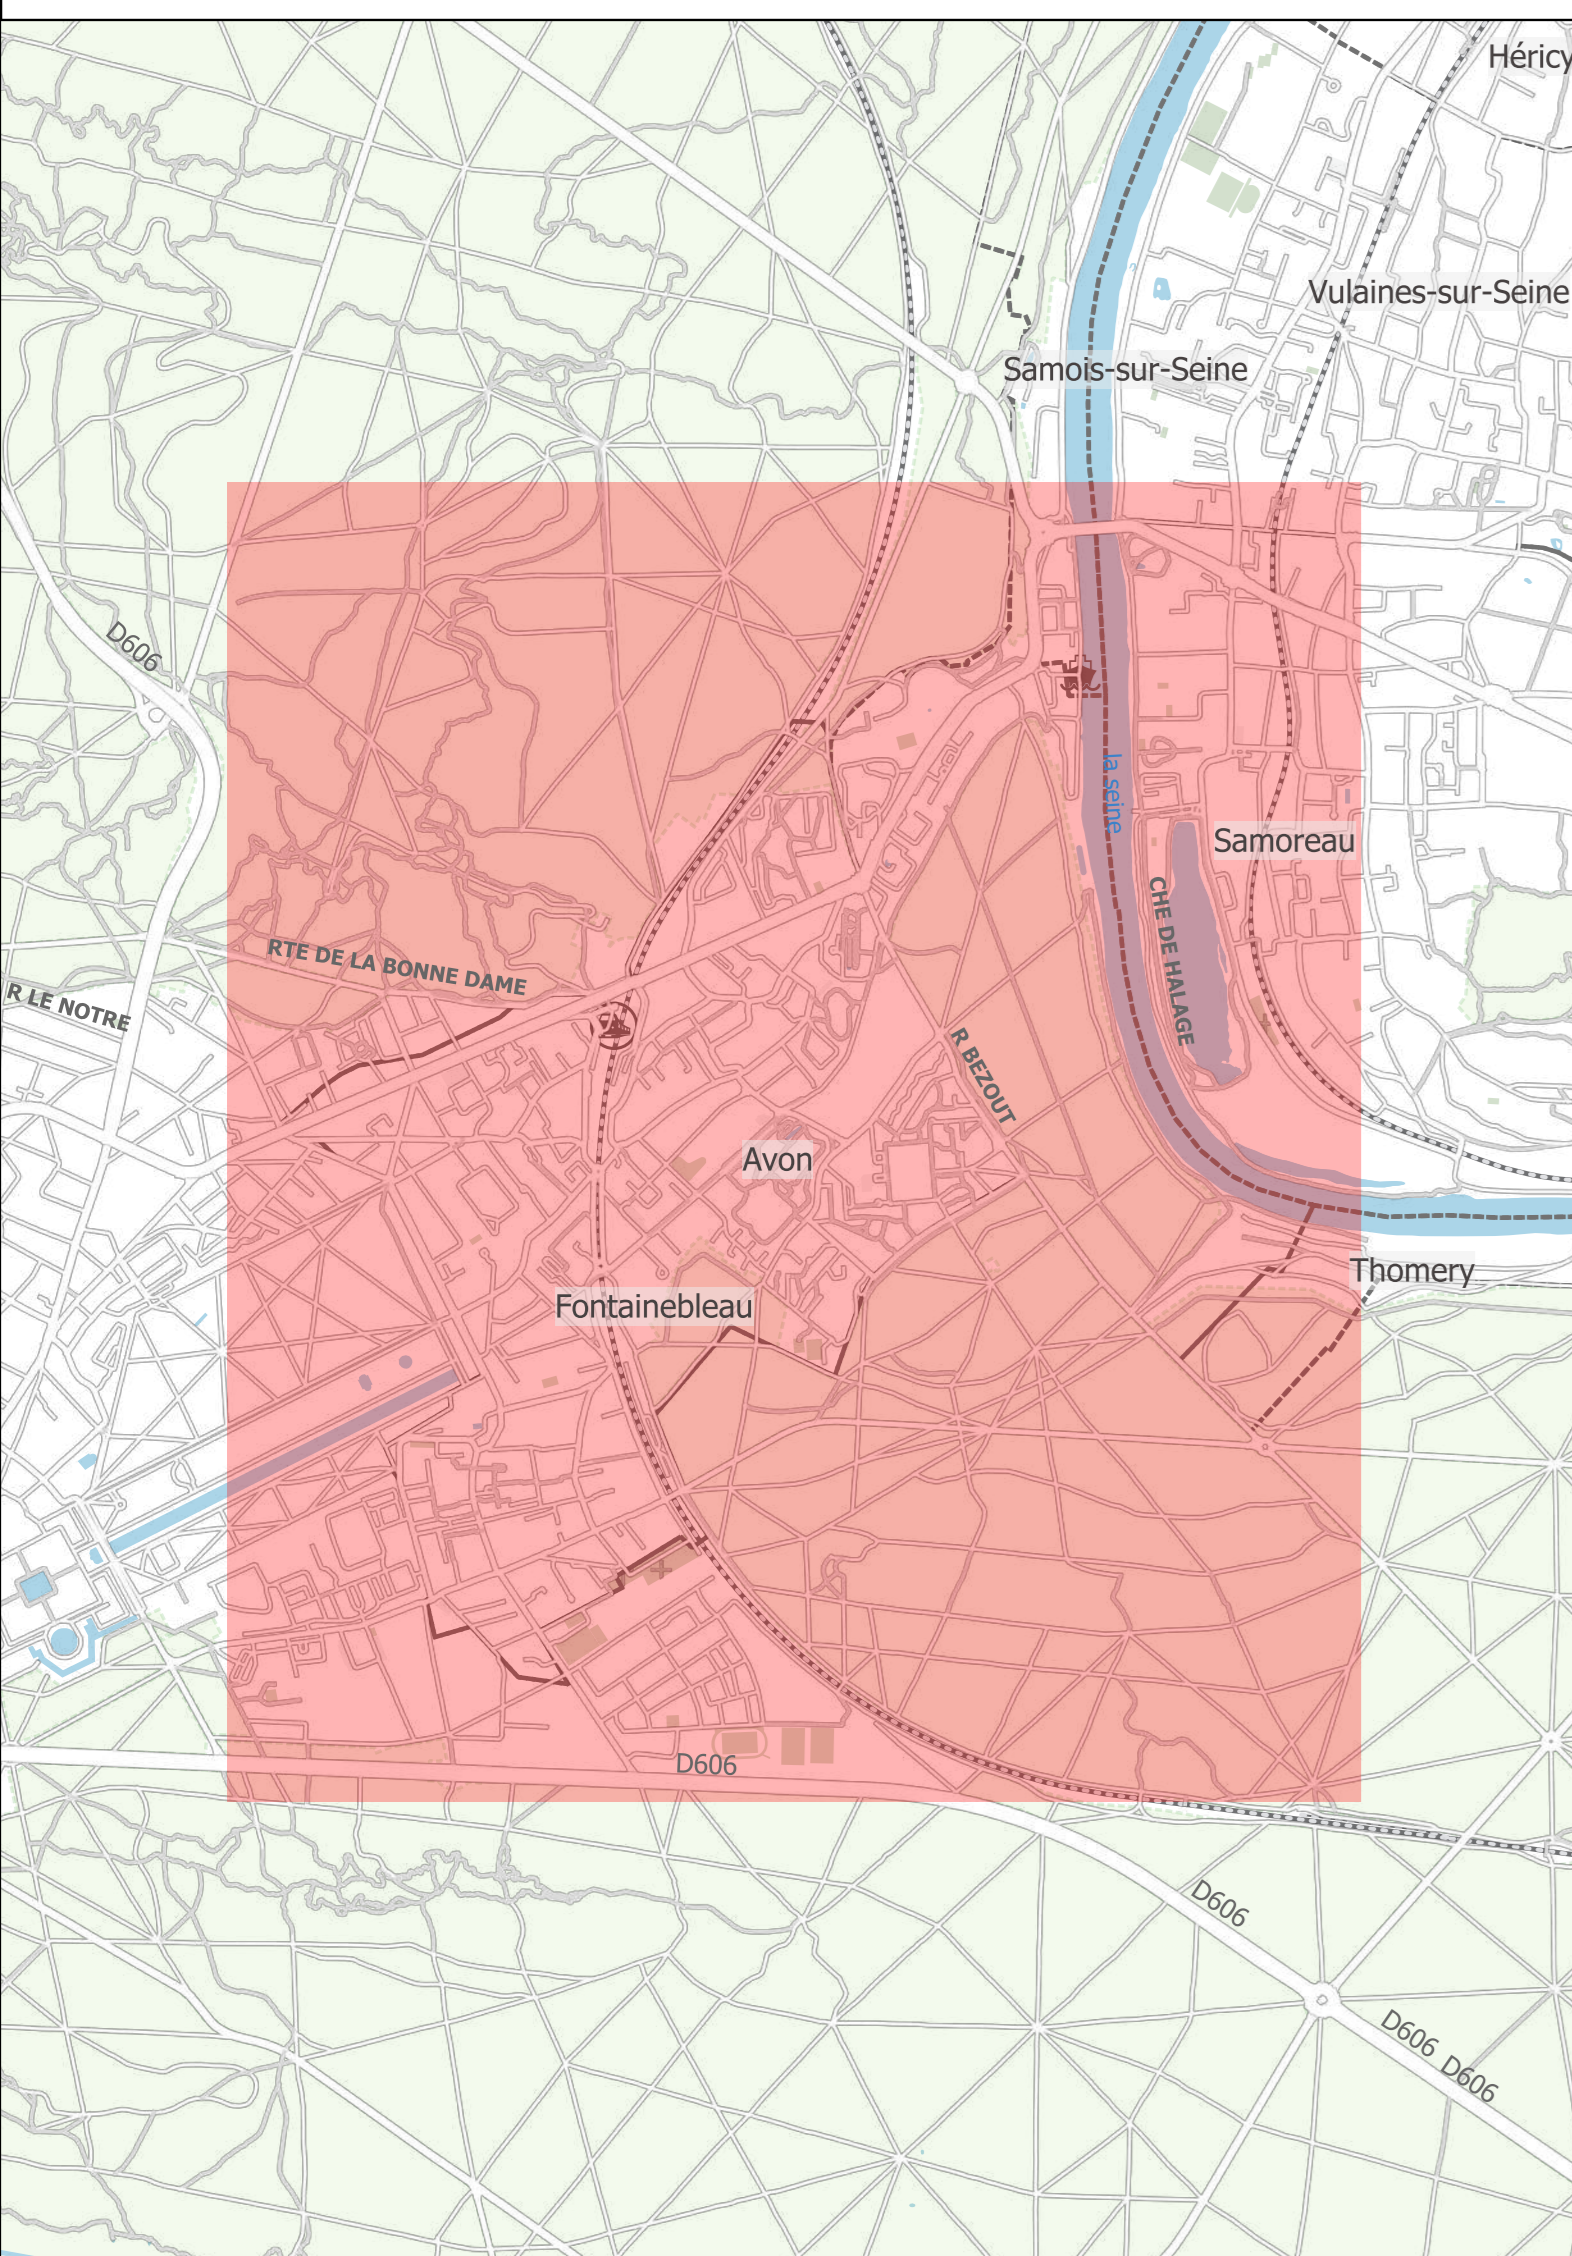 Héricy
Vulaines-sur-Seine
Samois-sur-Seine
D606
la seine
Samoreau
CHE DE HALAGE
RTE DE LA BONNE DAME
R LE NOTRE
R BEZOUT
Avon
Thomery
Fontainebleau
D606
D606
D606
D606